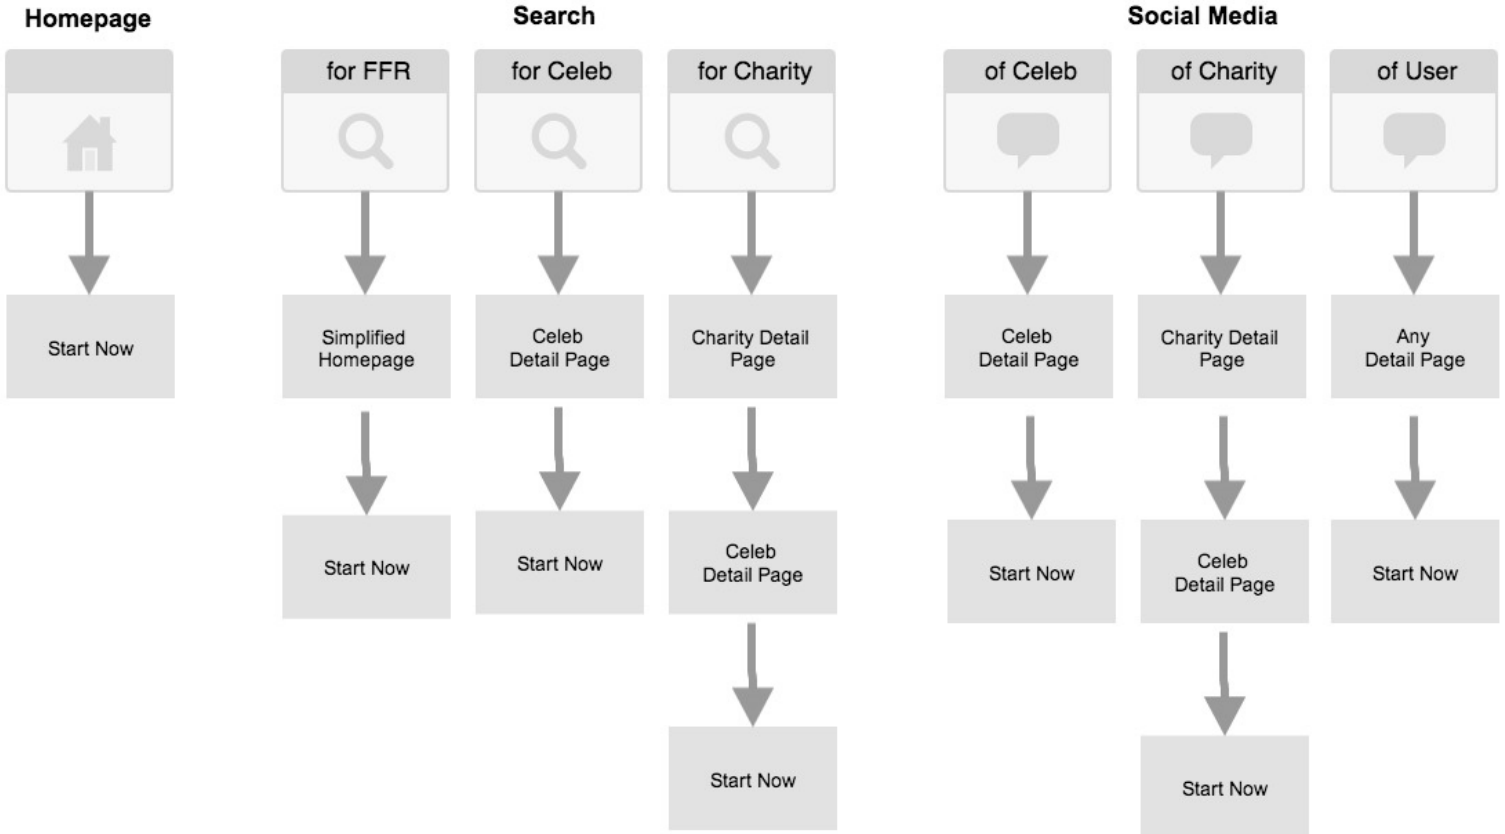 Homepage
Search
Social Media
for FFR
for Celeb
for Charity
of Celeb
of Charity
of User
Start Now
Simplified
Homepage
Celeb
Detail Page
Charity Detail
Page
Celeb
Detail Page
Charity Detail
Page
Any
Detail Page
Start Now
Start Now
Celeb
Detail Page
Start Now
Celeb
Detail Page
Start Now
Start Now
Start Now